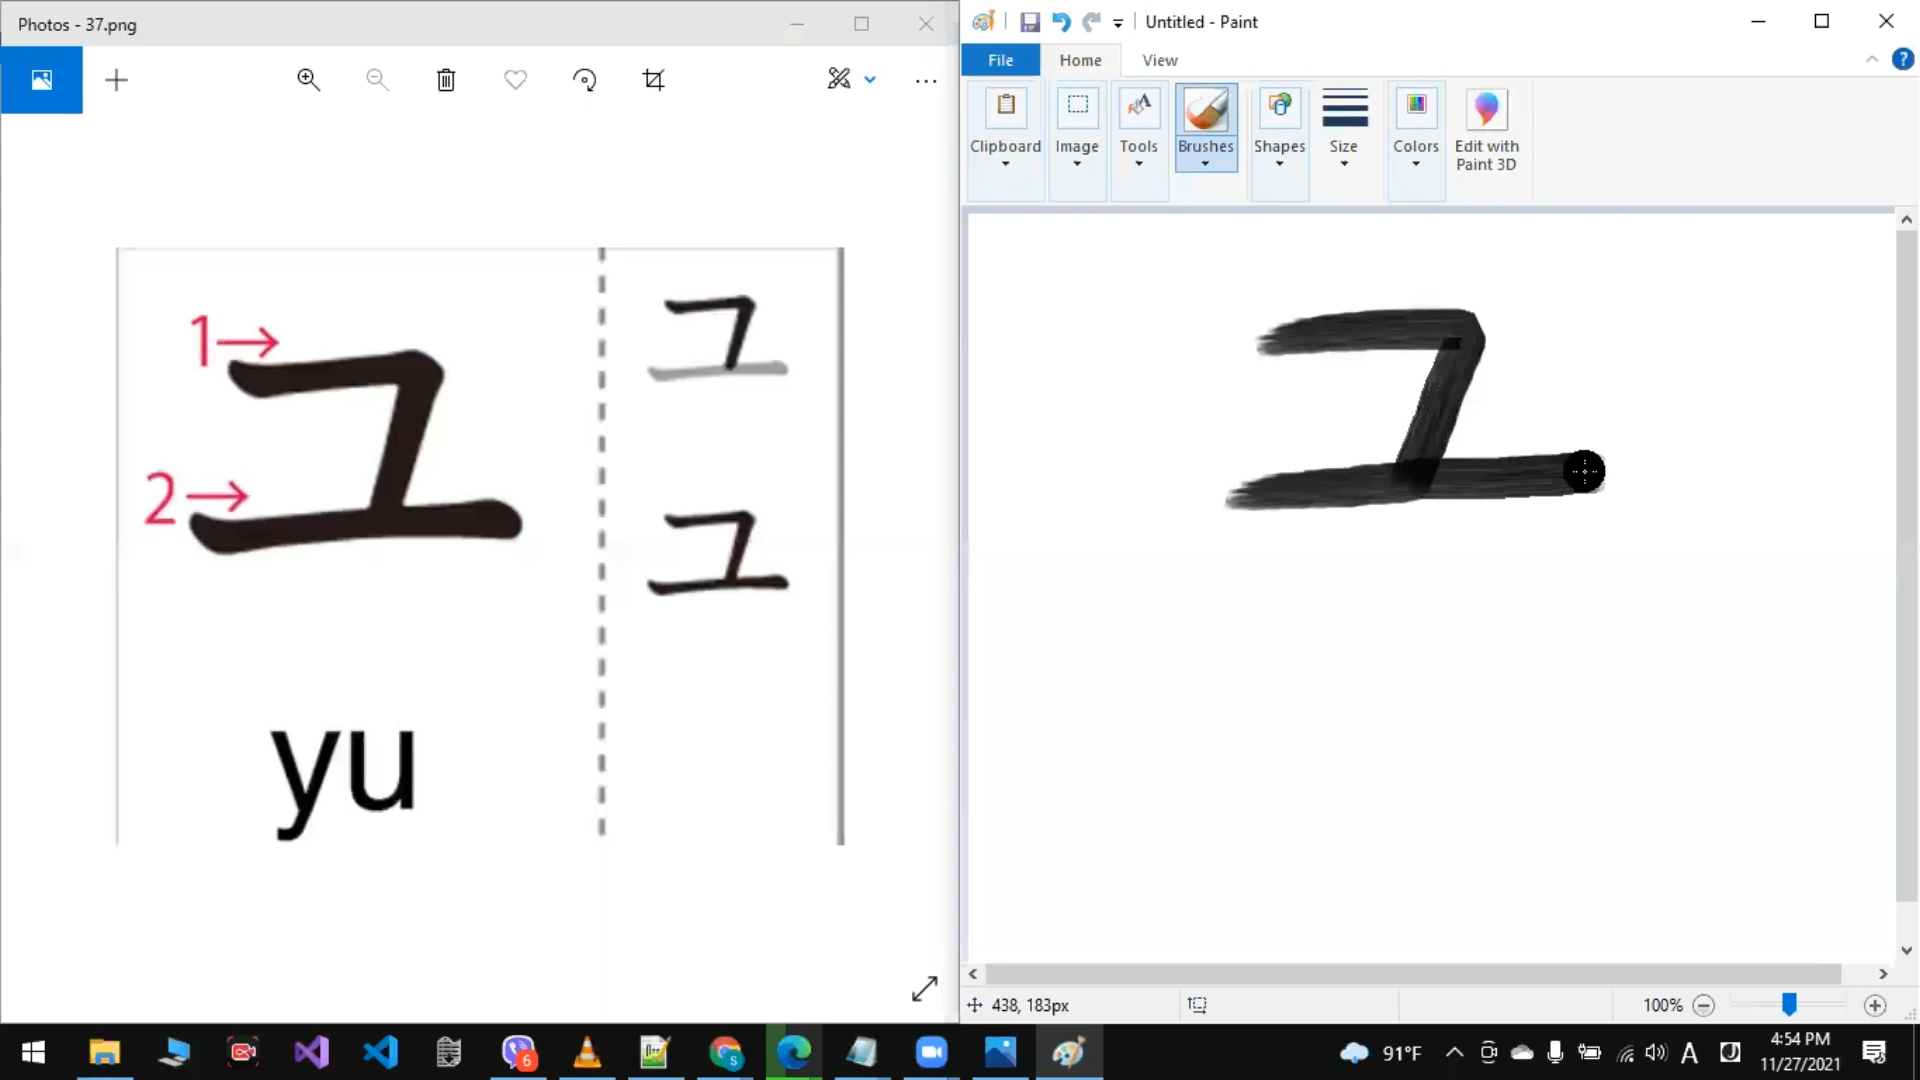 Photos - 37.png
Untitled - Paint
File Home View
Clipboard Image Tools Brushes Shapes Size Colors Edit with Paint 3D
1→
ユ
2→
yu
ユ
ユ
ユ
438, 183px
100%
6
91°F
A
4:54 PM
11/27/2021